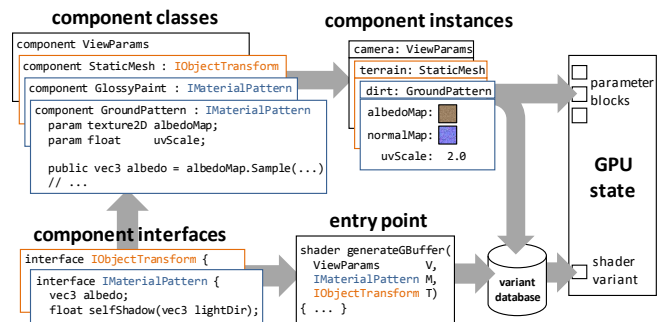 component classes
component ViewParams
component StaticMesh : IObjectTransform
component GlossyPaint : IMaterialPattern
component GroundPattern : IMaterialPattern
param texture2D albedoMap;
param float uvScale;
public vec3 albedo = albedoMap.Sample(...)
// ...
component instances
camera: ViewParams
terrain: StaticMesh
dirt: GroundPattern
albedoMap:
normalMap:
uvScale: 2.0
parameter
blocks
GPU
state
shader
variant
component interfaces
interface IObjectTransform {
interface IMaterialPattern {
vec3 albedo;
float selfShadow(vec3 lightDir);
entry point
shader generateGBuffer(
ViewParams V,
IMaterialPattern M,
IObjectTransform T)
{ ... }
variant
database